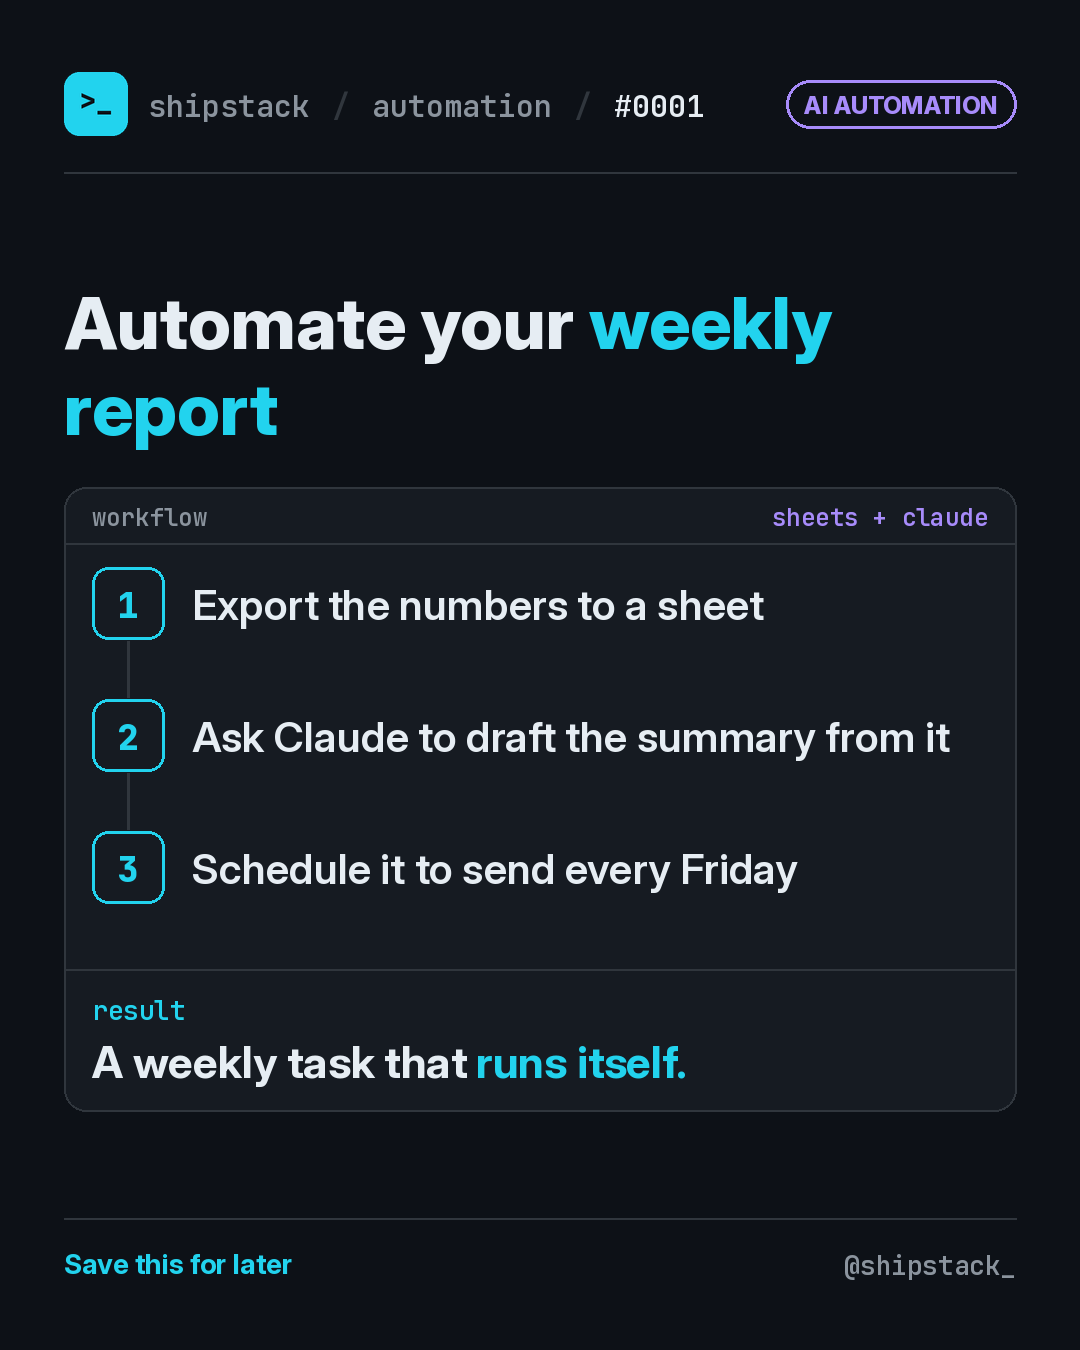 >_ shipstack / automation / #0001 AI AUTOMATION
Automate your weekly
report
workflow sheets + claude
1 Export the numbers to a sheet
2 Ask Claude to draft the summary from it
3 Schedule it to send every Friday
result
A weekly task that runs itself.
Save this for later @shipstack_